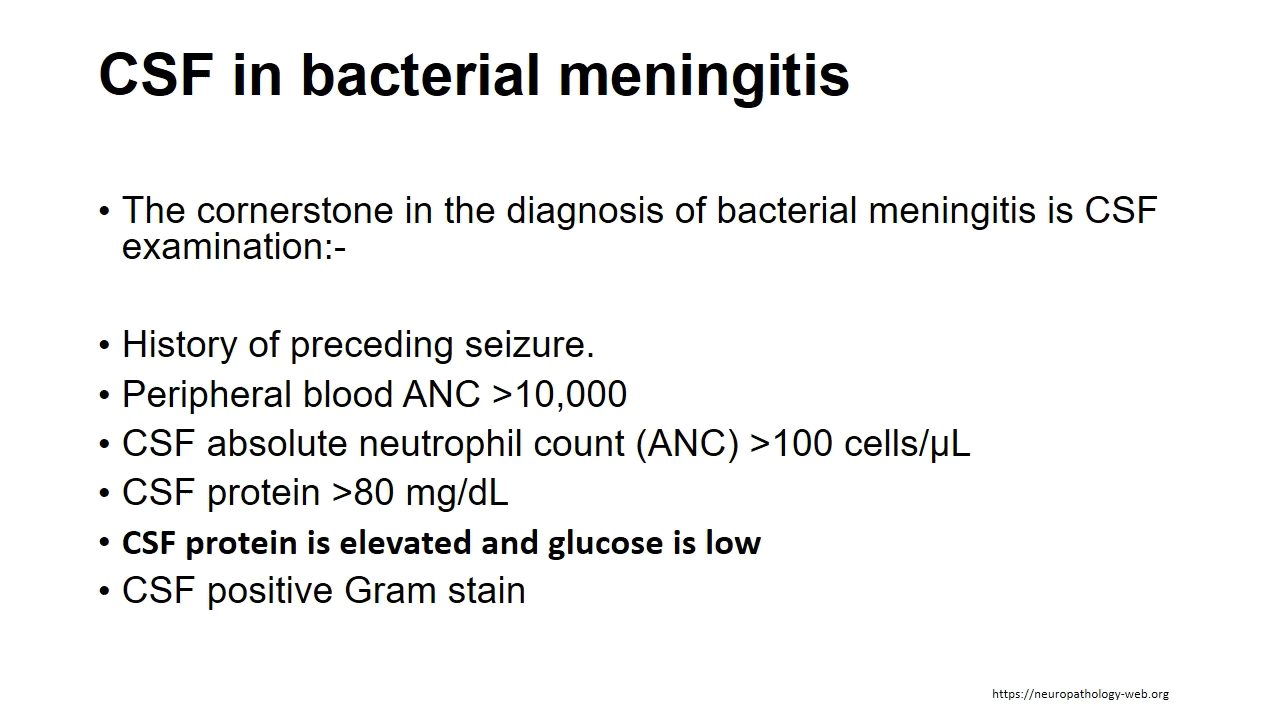 CSF in bacterial meningitis
• The cornerstone in the diagnosis of bacterial meningitis is CSF
examination:-
• History of preceding seizure.
• Peripheral blood ANC >10,000
• CSF absolute neutrophil count (ANC) >100 cells/μL
• CSF protein >80 mg/dL
• CSF protein is elevated and glucose is low
• CSF positive Gram stain
https://neuropathology-web.org